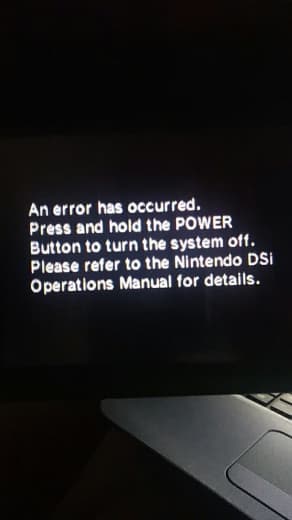 An error has occurred.
Press and hold the POWER
Button to turn the system off.
Please refer to the Nintendo DSi
Operations Manual for details.